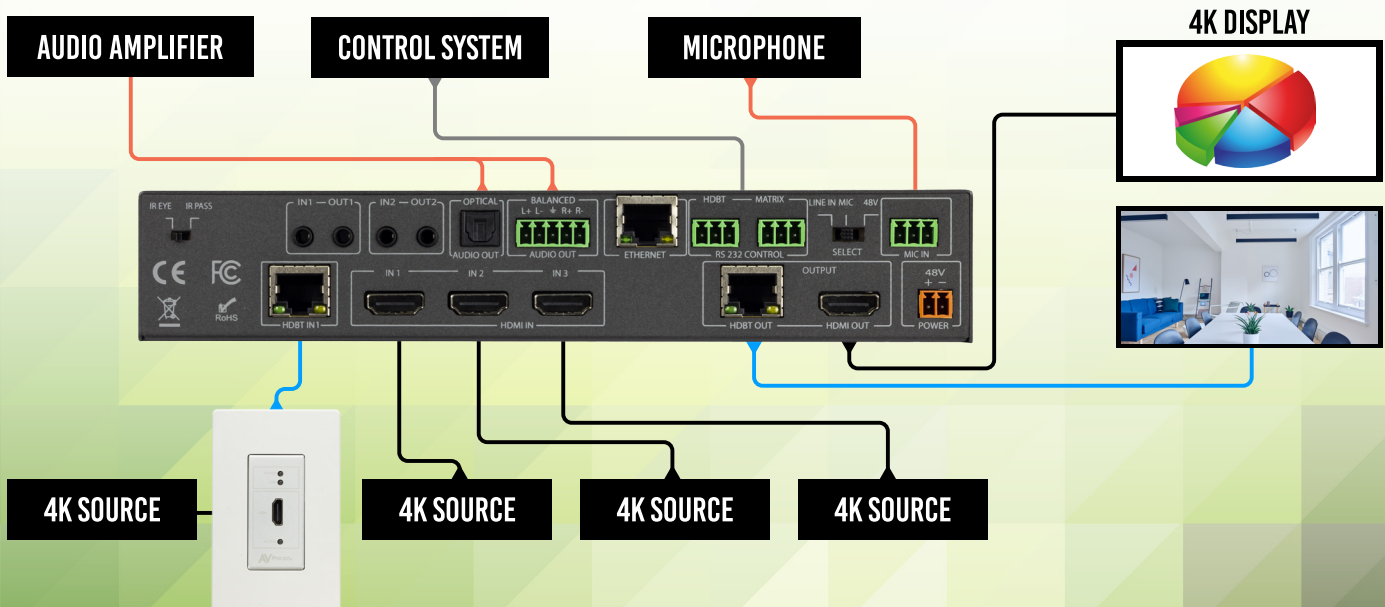 4K DISPLAY
AUDIO AMPLIFIER
CONTROL SYSTEM
MICROPHONE
IR EYE IR PASS
IN1 — OUT1
IN2 — OUT2
OPTICAL
AUDIO OUT
BALANCED
L+ L- R+ R-
AUDIO OUT
ETHERNET
HDBT — MATRIX
RS 232 CONTROL
LINE IN MIC 48V
SELECT
MIC IN
CE FC
RoHS
HDBT IN1
IN 1 IN 2 IN 3
HDMI IN
OUTPUT
HDBT OUT
HDMI OUT
48V
+ −
POWER
4K SOURCE
4K SOURCE
4K SOURCE
4K SOURCE
AV